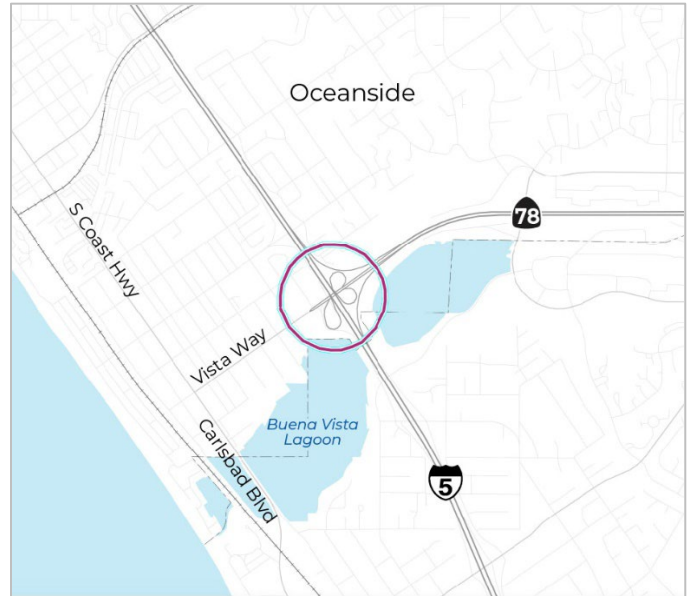 Oceanside
78
S Coast Hwy
Vista Way
Buena Vista
Lagoon
Carlsbad Blvd
5